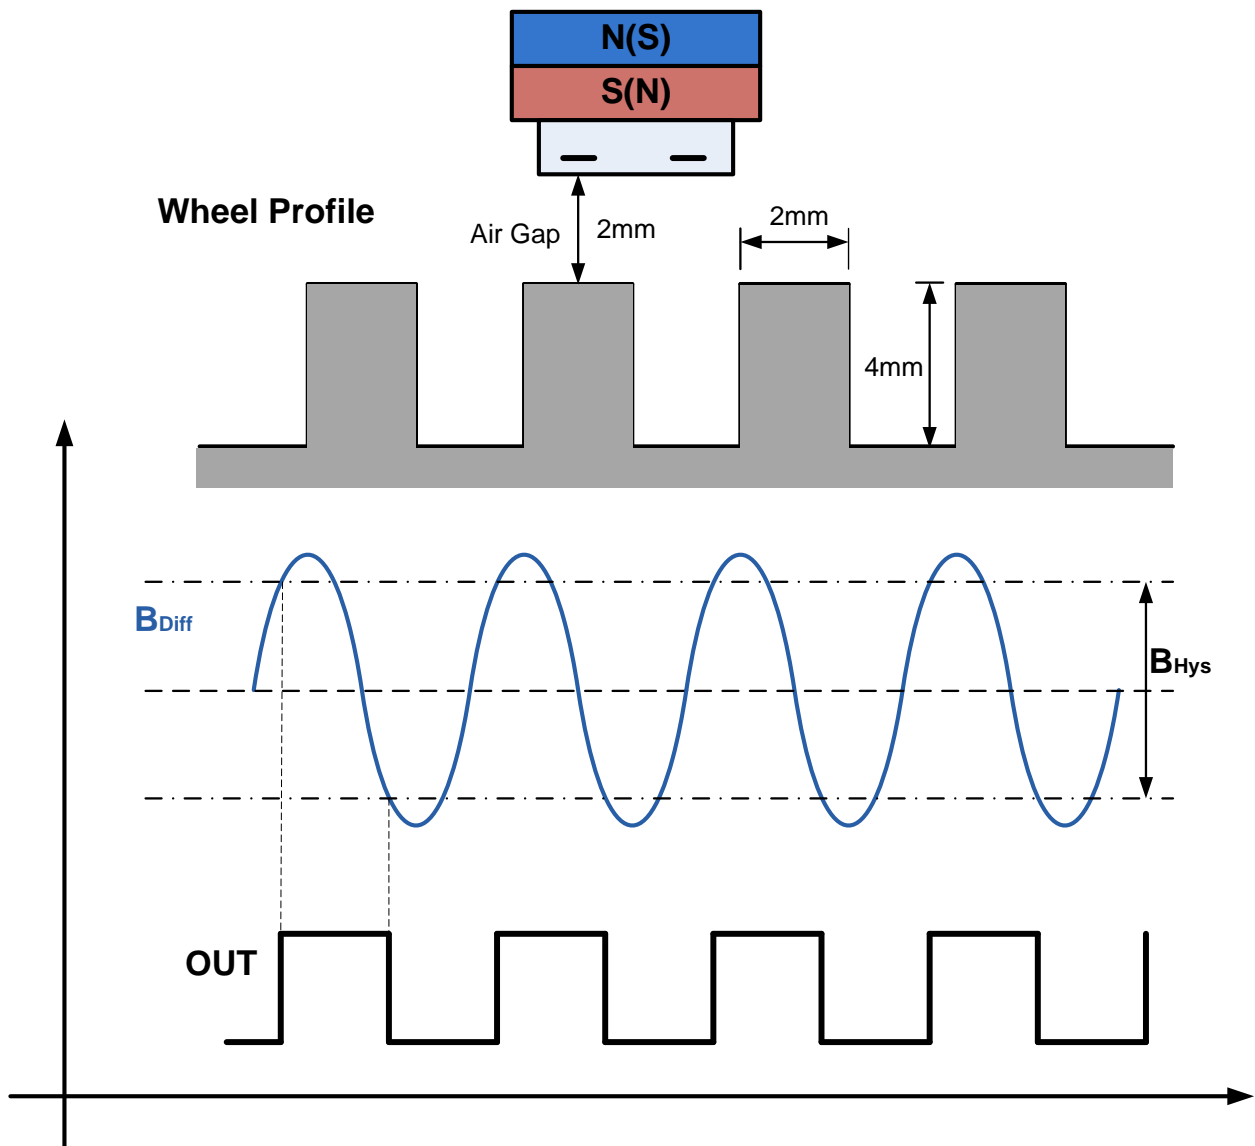 N(S)
S(N)
Wheel Profile
Air Gap
2mm
2mm
4mm
BDiff
BHys
OUT